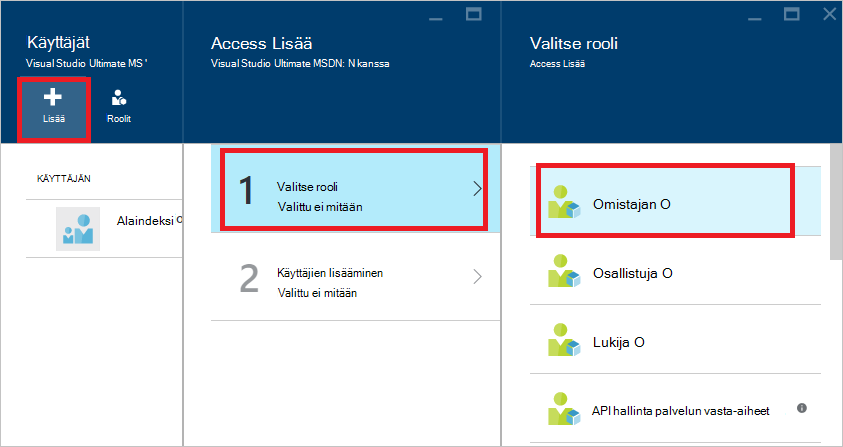 Käyttäjät
Visual Studio Ultimate MS '
Lisää
Roolit
KÄYTTÄJÄN
Alaindeksi O
Access Lisää
Visual Studio Ultimate MSDN: N kanssa
1
Valitse rooli
Valittu ei mitään
2
Käyttäjien lisääminen
Valittu ei mitään
Valitse rooli
Access Lisää
Omistajan O
Osallistuja O
Lukija O
API hallinta palvelun vasta-aiheet